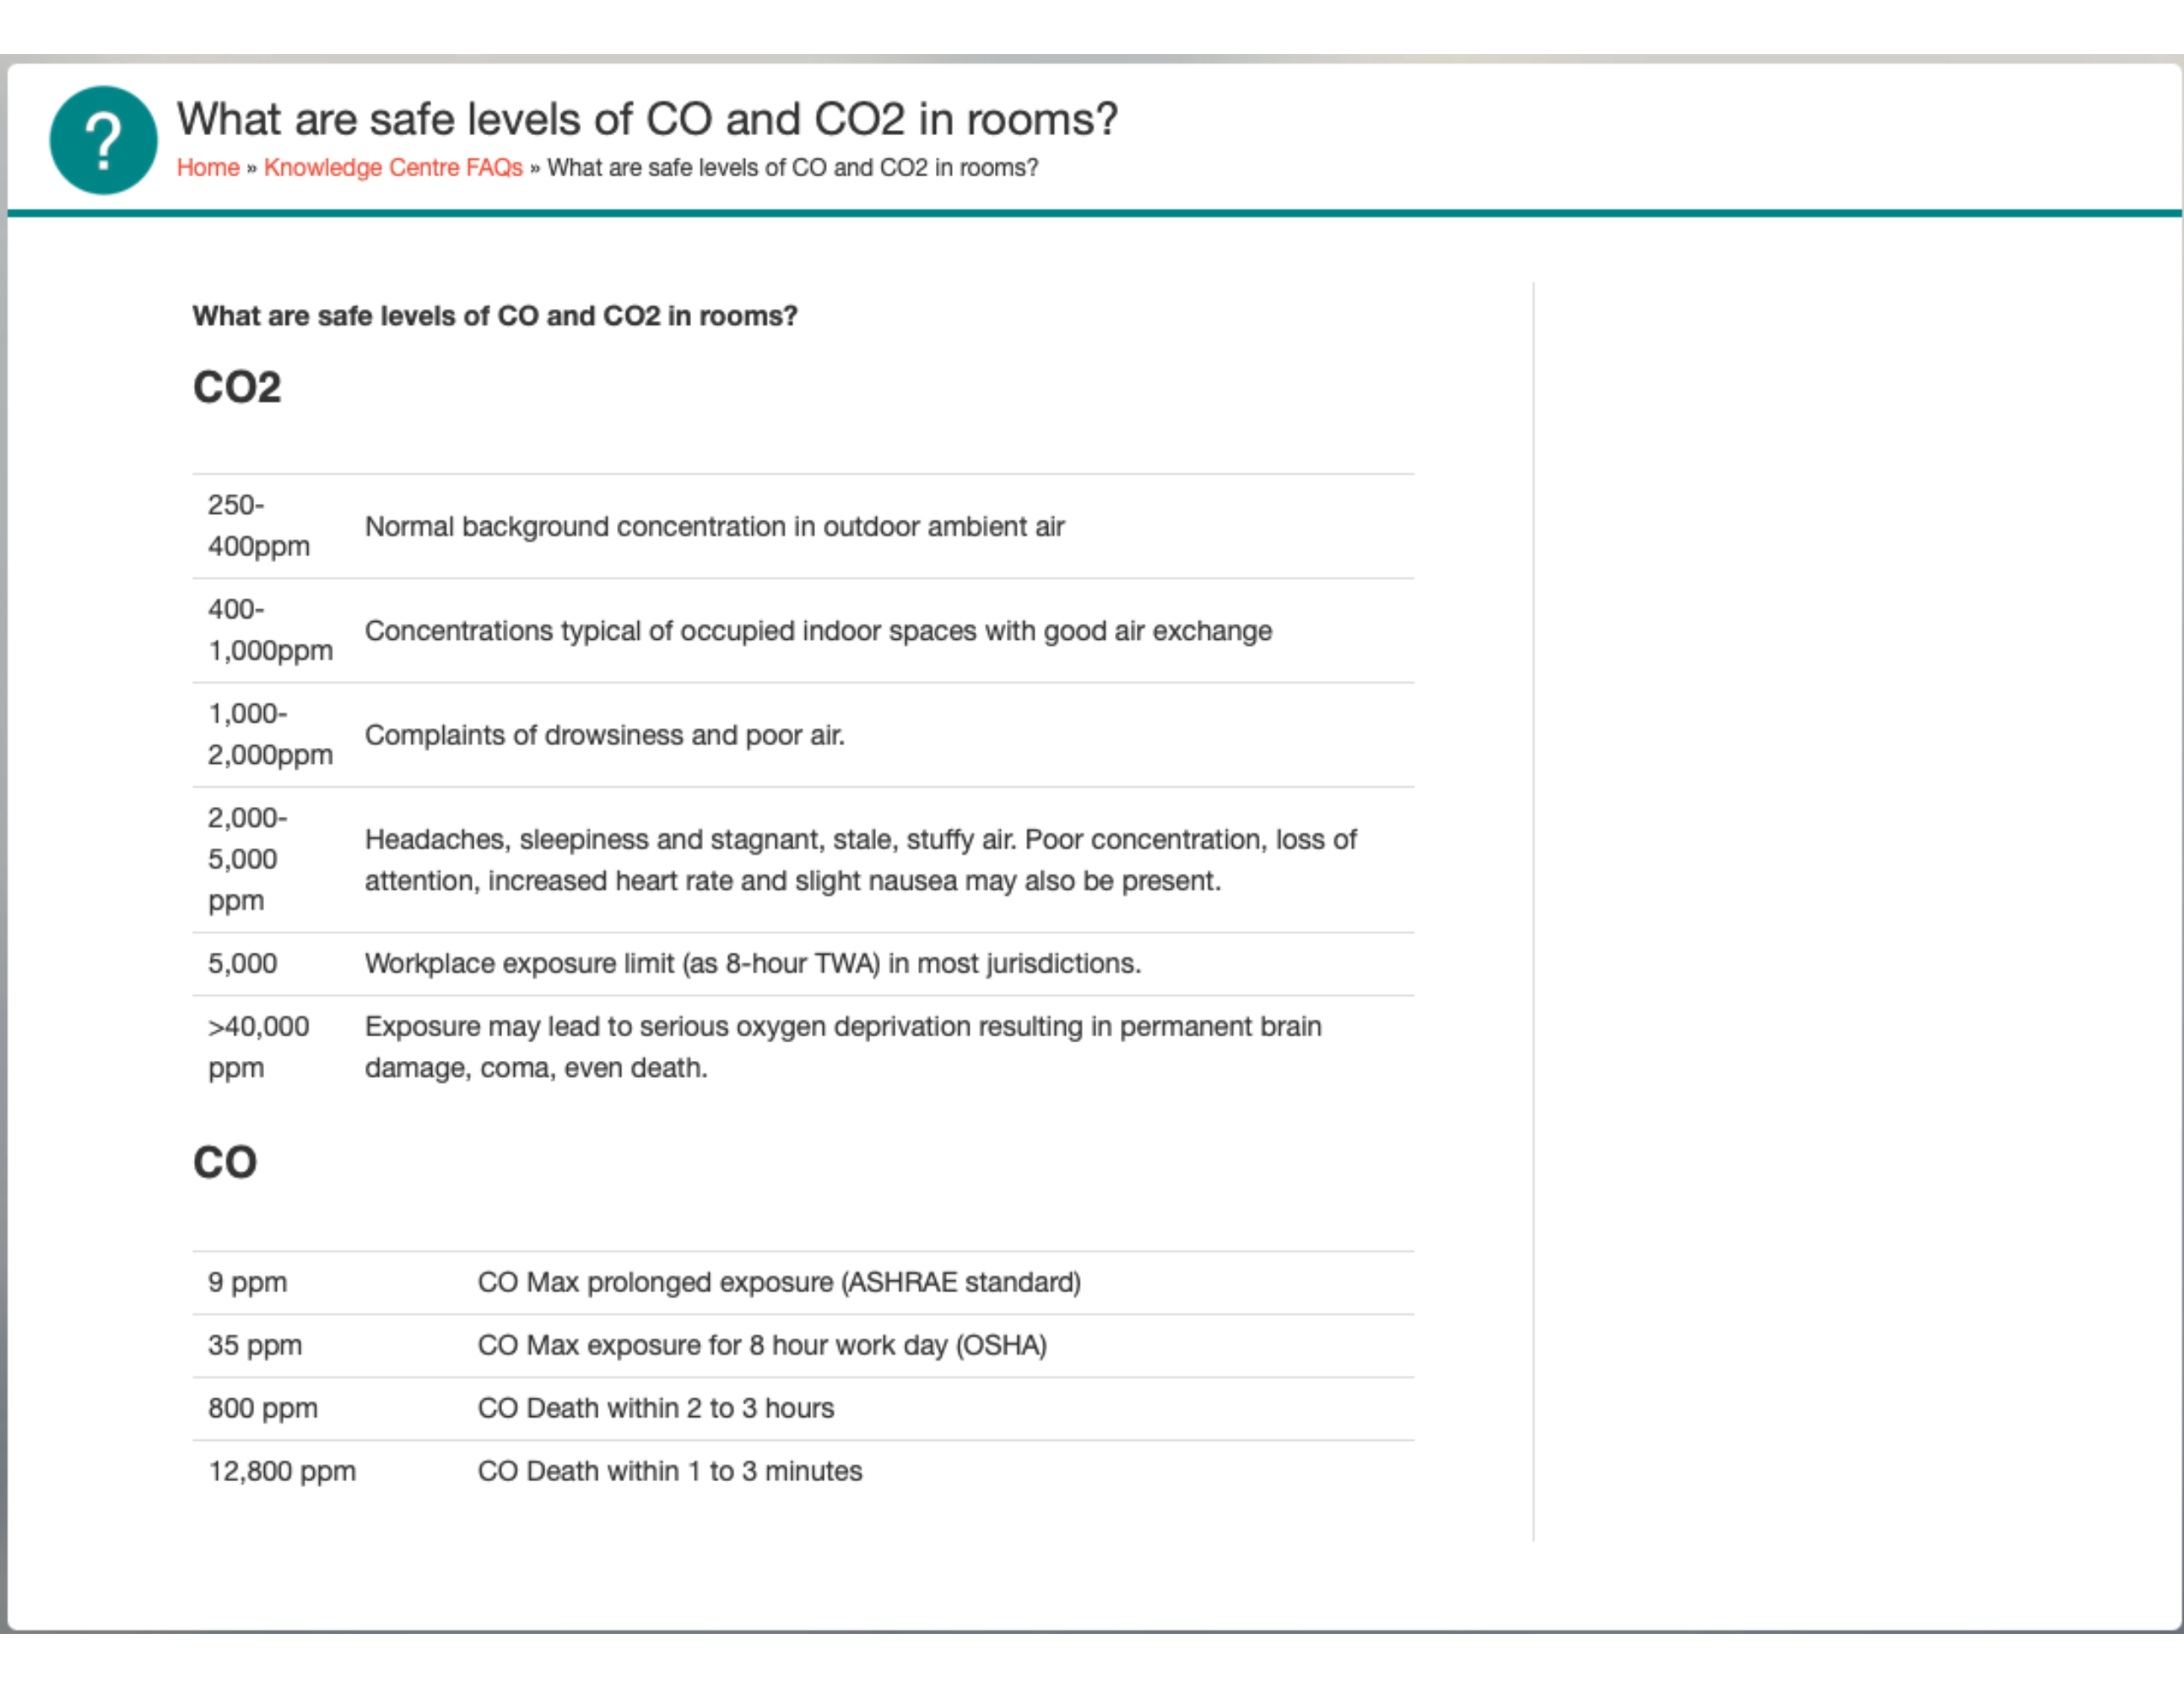 ?
What are safe levels of CO and CO2 in rooms?
Home » Knowledge Centre FAQs » What are safe levels of CO and CO2 in rooms?
What are safe levels of CO and CO2 in rooms?
CO2
250-
400ppm
Normal background concentration in outdoor ambient air
400-
1,000ppm
Concentrations typical of occupied indoor spaces with good air exchange
1,000-
2,000ppm
Complaints of drowsiness and poor air.
2,000-
5,000
ppm
Headaches, sleepiness and stagnant, stale, stuffy air. Poor concentration, loss of
attention, increased heart rate and slight nausea may also be present.
5,000
Workplace exposure limit (as 8-hour TWA) in most jurisdictions.
>40,000
ppm
Exposure may lead to serious oxygen deprivation resulting in permanent brain
damage, coma, even death.
CO
9 ppm
CO Max prolonged exposure (ASHRAE standard)
35 ppm
CO Max exposure for 8 hour work day (OSHA)
800 ppm
CO Death within 2 to 3 hours
12,800 ppm
CO Death within 1 to 3 minutes